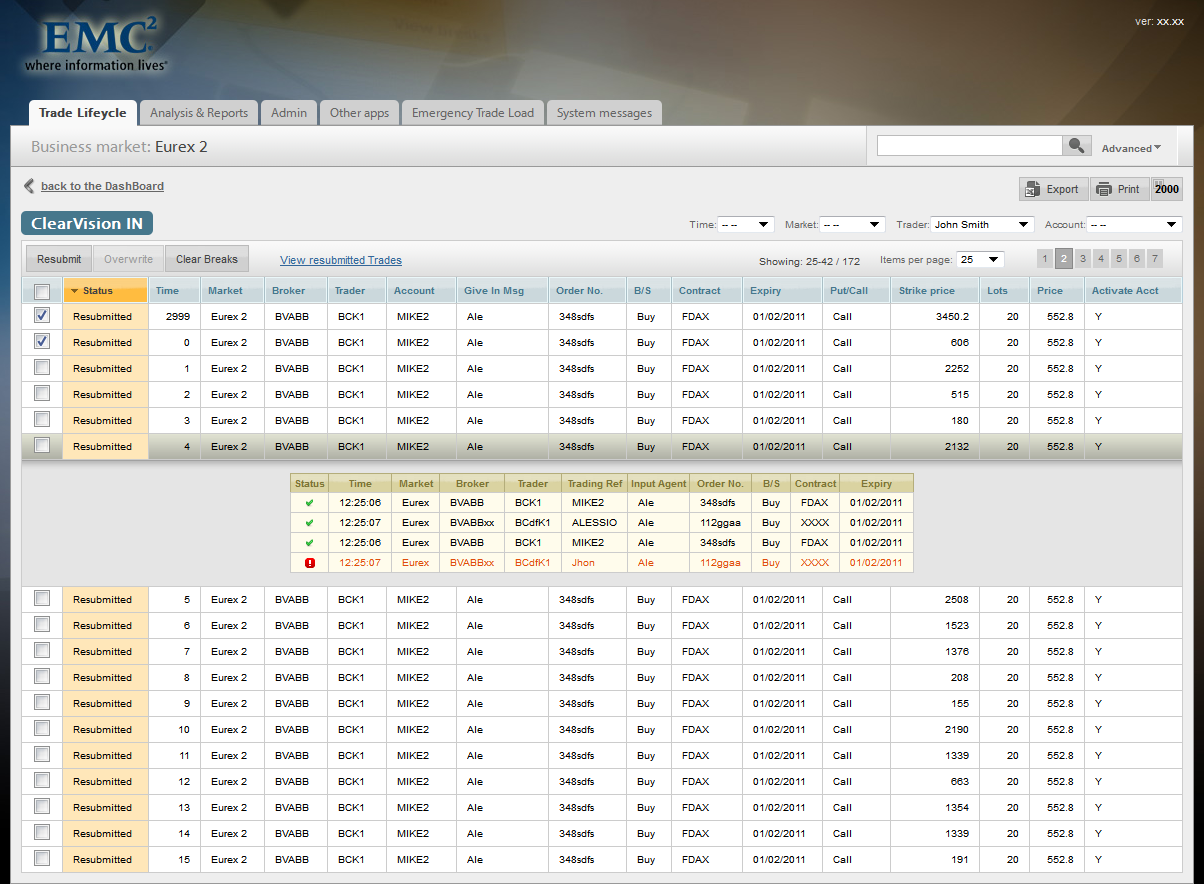 EMC²
where information lives®
ver: xx.xx
Trade Lifeycle Analysis & Reports Admin Other apps Emergency Trade Load System messages
Business market: Eurex 2
Advanced
back to the DashBoard
Export Print 2000
ClearVision IN
Time: -- -- Market: -- -- Trader: John Smith Account: -- --
Resubmit Overwrite Clear Breaks View resubmitted Trades Showing: 25-42 / 172 Items per page: 25 1 2 3 4 5 6 7
Status Time Market Broker Trader Account Give In Msg Order No. B/S Contract Expiry Put/Call Strike price Lots Price Activate Acct
Resubmitted 2999 Eurex 2 BVABB BCK1 MIKE2 Ale 348sdfs Buy FDAX 01/02/2011 Call 3450.2 20 552.8 Y
Resubmitted 0 Eurex 2 BVABB BCK1 MIKE2 Ale 348sdfs Buy FDAX 01/02/2011 Call 606 20 552.8 Y
Resubmitted 1 Eurex 2 BVABB BCK1 MIKE2 Ale 348sdfs Buy FDAX 01/02/2011 Call 2252 20 552.8 Y
Resubmitted 2 Eurex 2 BVABB BCK1 MIKE2 Ale 348sdfs Buy FDAX 01/02/2011 Call 515 20 552.8 Y
Resubmitted 3 Eurex 2 BVABB BCK1 MIKE2 Ale 348sdfs Buy FDAX 01/02/2011 Call 180 20 552.8 Y
Resubmitted 4 Eurex 2 BVABB BCK1 MIKE2 Ale 348sdfs Buy FDAX 01/02/2011 Call 2132 20 552.8 Y
Status Time Market Broker Trader Trading Ref Input Agent Order No. B/S Contract Expiry
12:25:06 Eurex BVABB BCK1 MIKE2 Ale 348sdfs Buy FDAX 01/02/2011
12:25:07 Eurex BVABBxx BCdfK1 ALESSIO Ale 112ggaa Buy XXXX 01/02/2011
12:25:06 Eurex BVABB BCK1 MIKE2 Ale 348sdfs Buy FDAX 01/02/2011
12:25:07 Eurex BVABBxx BCdfK1 Jhon Ale 112ggaa Buy XXXX 01/02/2011
Resubmitted 5 Eurex 2 BVABB BCK1 MIKE2 Ale 348sdfs Buy FDAX 01/02/2011 Call 2508 20 552.8 Y
Resubmitted 6 Eurex 2 BVABB BCK1 MIKE2 Ale 348sdfs Buy FDAX 01/02/2011 Call 1523 20 552.8 Y
Resubmitted 7 Eurex 2 BVABB BCK1 MIKE2 Ale 348sdfs Buy FDAX 01/02/2011 Call 1376 20 552.8 Y
Resubmitted 8 Eurex 2 BVABB BCK1 MIKE2 Ale 348sdfs Buy FDAX 01/02/2011 Call 208 20 552.8 Y
Resubmitted 9 Eurex 2 BVABB BCK1 MIKE2 Ale 348sdfs Buy FDAX 01/02/2011 Call 155 20 552.8 Y
Resubmitted 10 Eurex 2 BVABB BCK1 MIKE2 Ale 348sdfs Buy FDAX 01/02/2011 Call 2190 20 552.8 Y
Resubmitted 11 Eurex 2 BVABB BCK1 MIKE2 Ale 348sdfs Buy FDAX 01/02/2011 Call 1339 20 552.8 Y
Resubmitted 12 Eurex 2 BVABB BCK1 MIKE2 Ale 348sdfs Buy FDAX 01/02/2011 Call 663 20 552.8 Y
Resubmitted 13 Eurex 2 BVABB BCK1 MIKE2 Ale 348sdfs Buy FDAX 01/02/2011 Call 1354 20 552.8 Y
Resubmitted 14 Eurex 2 BVABB BCK1 MIKE2 Ale 348sdfs Buy FDAX 01/02/2011 Call 1339 20 552.8 Y
Resubmitted 15 Eurex 2 BVABB BCK1 MIKE2 Ale 348sdfs Buy FDAX 01/02/2011 Call 191 20 552.8 Y